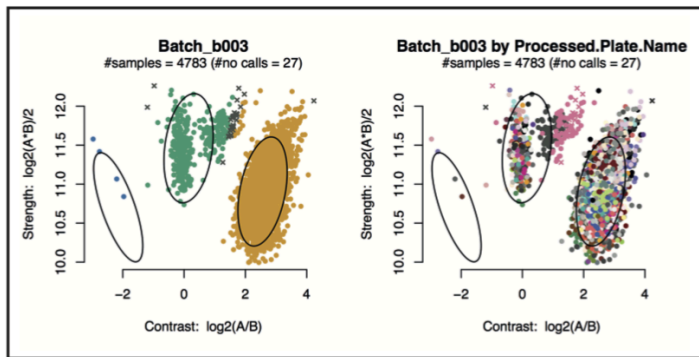 Batch_b003
#samples = 4783 (#no calls = 27)
Strength: log2(A*B)/2
12.0
11.5
11.0
10.5
10.0
−2
0
2
4
Contrast: log2(A/B)
Batch_b003 by Processed.Plate.Name
#samples = 4783 (#no calls = 27)
Strength: log2(A*B)/2
12.0
11.5
11.0
10.5
10.0
−2
0
2
4
Contrast: log2(A/B)